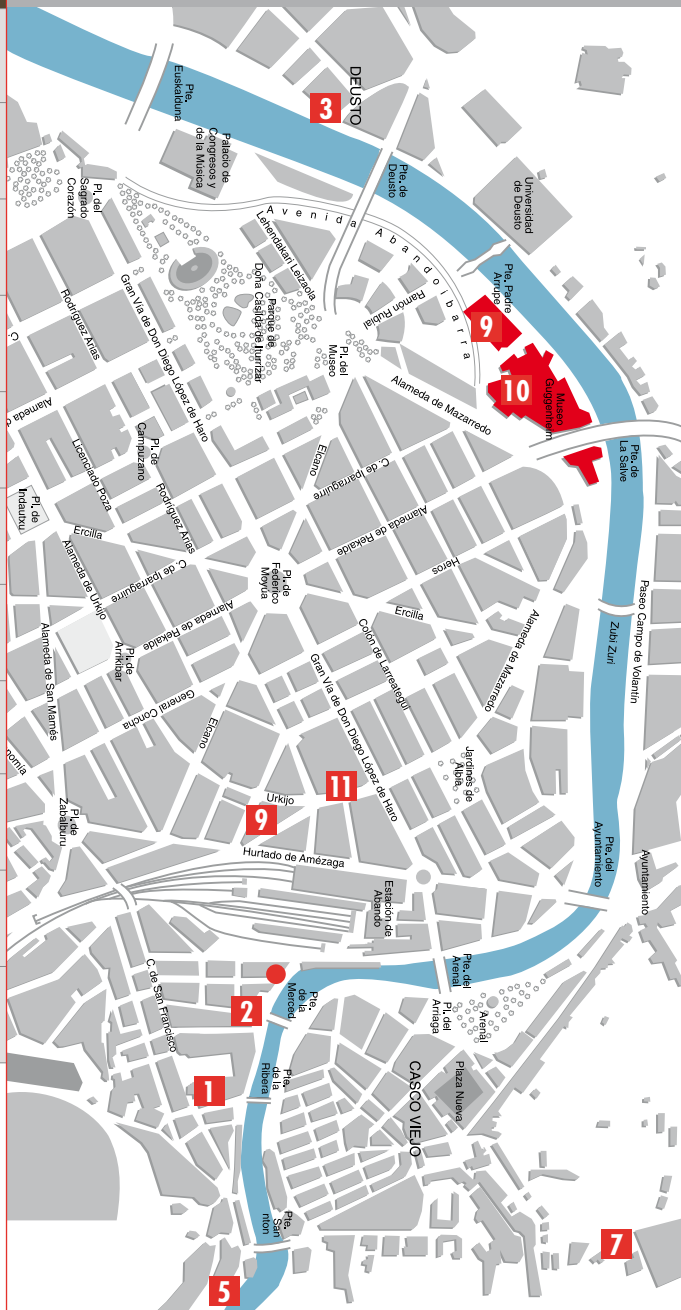 DEUSTO
3
Pte.
Euskalduna
Palacio de
Congresos y
de la Música
Pte. de
Deusto
Universidad
de Deusto
Pl. del
Sagrado
Corazón
Avenida Abandoibarra
Lehendakari Leizaola
Pte. Padre
Arrupe
9
Ramón Rubial
Parque de
Doña Casilda de Iturrizar
Pl. del
Museo
10
Museo
Guggenheim
Rodríguez Arias
Gran Vía de Don Diego López de Haro
C.
Alameda de Mazarredo
Alameda d
Pte. de
La Salve
Pl. de
Campuzano
Licenciado Poza
Elcano
C. de Iparraguirre
Rodríguez Arias
Pl. de
Indautxu
Alameda de Rekalde
Ercilla
Heros
Alameda de Urkijo
C. de Iparraguirre
Pl. de
Federico
Moyúa
Ercilla
Paseo Campo de Volantín
Zubi Zuri
Alameda de Rekalde
Colón de Larreategui
Alameda de Mazarredo
Alameda de San Mamés
Pl. de
Arrikibar
General Concha
Gran Vía de Don Diego López de Haro
Elcano
nomía
Jardines de
Albia
11
Urkijo
9
Pl. de
Zabalburu
Hurtado de Amézaga
Pte. del
Ayuntamiento
Ayuntamiento
Estación de
Abando
C. de San Francisco
Pte. del
Arenal
Pte.
de la
Merced
2
Pl. del
Arriaga
Arenal
1
Pte.
de la
Ribera
CASCO VIEJO
Plaza Nueva
Pte.
San
nton
7
5